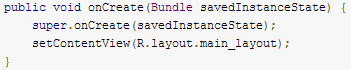 public void onCreate(Bundle savedInstanceState) {
    super.onCreate(savedInstanceState);
    setContentView(R.layout.main_layout);
}